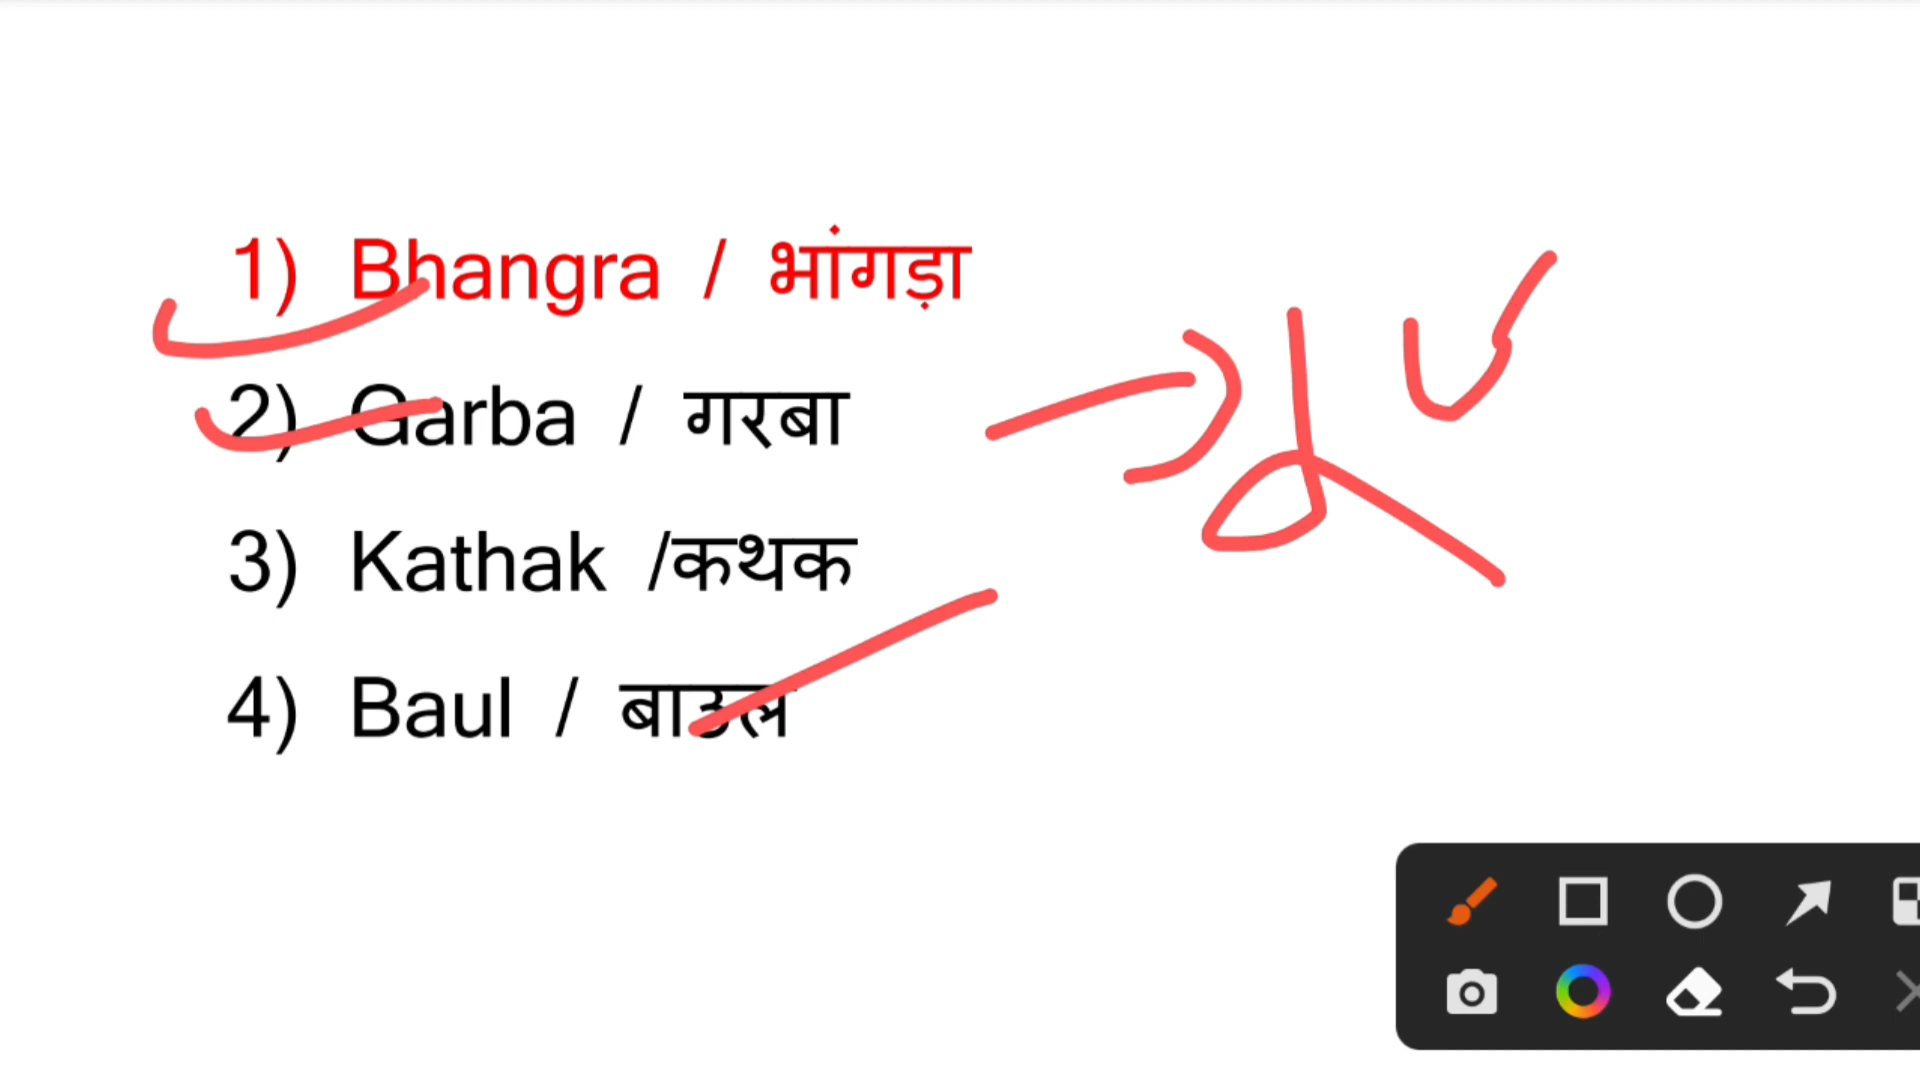 1) Bhangra / भांगड़ा
2) Garba / गरबा
3) Kathak /कथक
4) Baul / बाउल